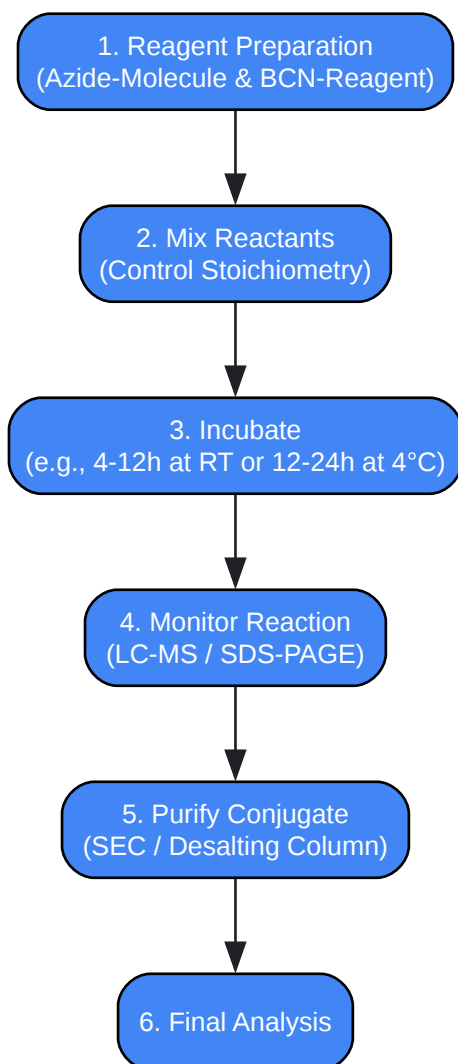 1. Reagent Preparation
(Azide-Molecule & BCN-Reagent)
2. Mix Reactants
(Control Stoichiometry)
3. Incubate
(e.g., 4-12h at RT or 12-24h at 4°C)
4. Monitor Reaction
(LC-MS / SDS-PAGE)
5. Purify Conjugate
(SEC / Desalting Column)
6. Final Analysis